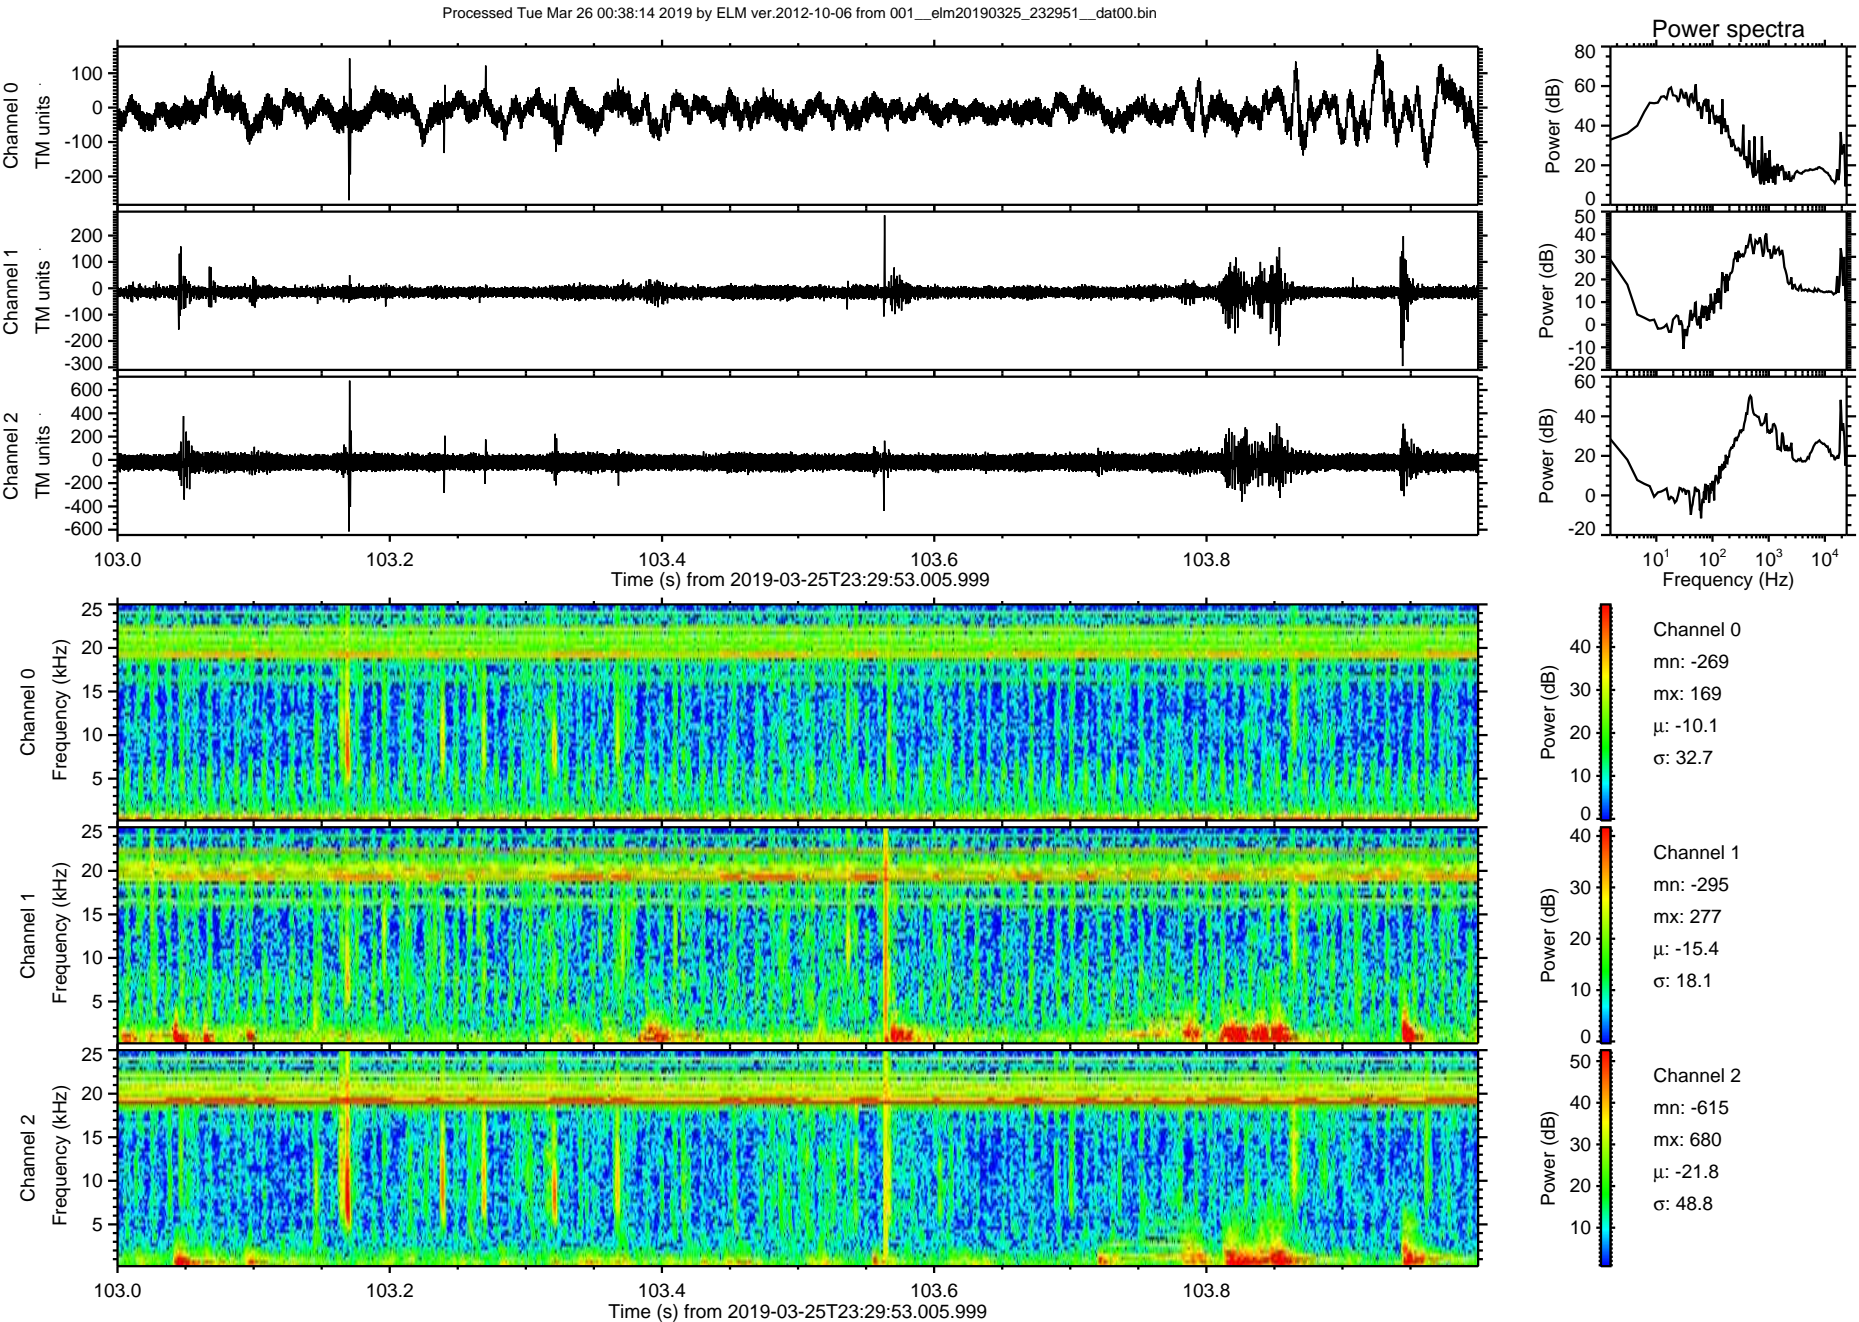 Processed Tue Mar 26 00:38:14 2019 by ELM ver.2012-10-06 from 001__elm20190325_232951__dat00.bin
Power spectra
Channel 0
TM units
100
0
-100
-200
Power (dB)
80
60
40
20
0
Channel 1
TM units
200
100
0
-100
-200
-300
Power (dB)
50
40
30
20
10
0
-10
-20
Channel 2
TM units
600
400
200
0
-200
-400
-600
Power (dB)
60
40
20
0
-20
103.0 103.2 103.4 103.6 103.8
Time (s) from 2019-03-25T23:29:53.005.999
10^1 10^2 10^3 10^4
Frequency (Hz)
Channel 0
Frequency (kHz)
25
20
15
10
5
Power (dB)
40
30
20
10
0
Channel 0
mn: -269
mx: 169
μ: -10.1
σ: 32.7
Channel 1
Frequency (kHz)
25
20
15
10
5
Power (dB)
40
30
20
10
0
Channel 1
mn: -295
mx: 277
μ: -15.4
σ: 18.1
Channel 2
Frequency (kHz)
25
20
15
10
5
Power (dB)
50
40
30
20
10
Channel 2
mn: -615
mx: 680
μ: -21.8
σ: 48.8
103.0 103.2 103.4 103.6 103.8
Time (s) from 2019-03-25T23:29:53.005.999